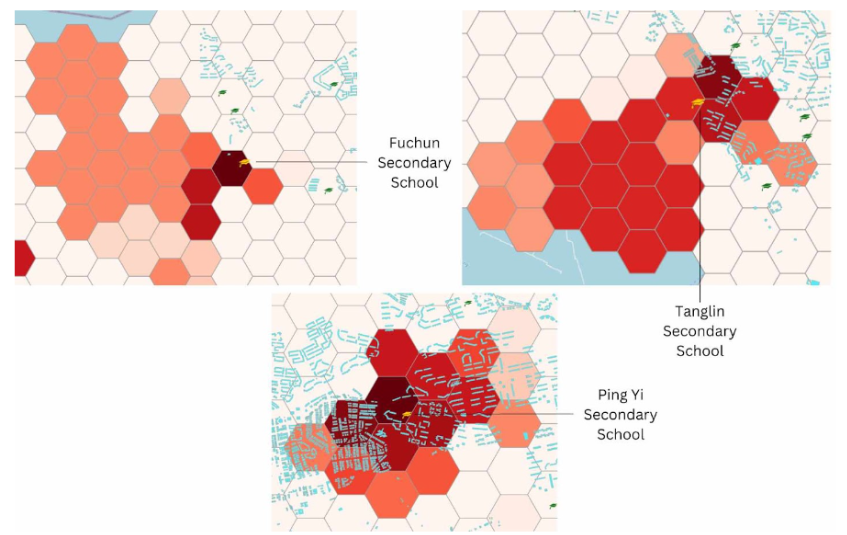 Fuchun
Secondary
School
Tanglin
Secondary
School
Ping Yi
Secondary
School